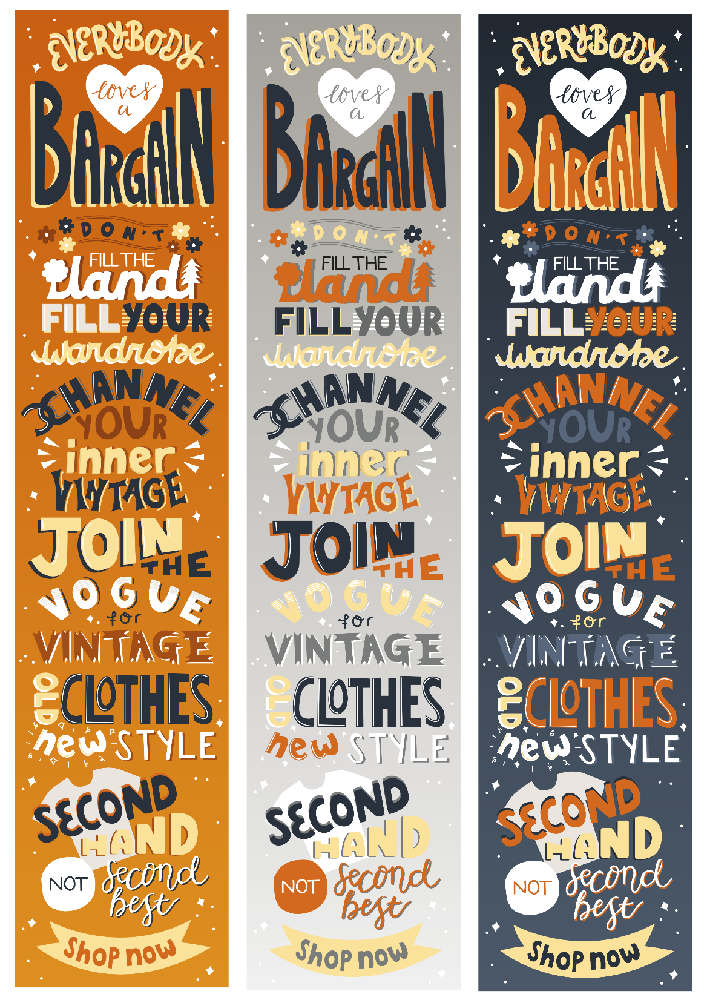 EVERYBODY
loves
a
BARGAIN
DON'T
FILL THE
land
FILL YOUR
wardrobe
CHANNEL
YOUR
inner
VINTAGE
JOIN
THE
VOGUE
for
VINTAGE
OLD CLOTHES
new STYLE
SECOND
HAND
NOT second
best
Shop now
EVERYBODY
loves
a
BARGAIN
DON'T
FILL THE
land
FILL YOUR
wardrobe
CHANNEL
YOUR
inner
VINTAGE
JOIN
THE
VOGUE
for
VINTAGE
OLD CLOTHES
new STYLE
SECOND
HAND
NOT second
best
Shop now
EVERYBODY
loves
a
BARGAIN
DON'T
FILL THE
land
FILL YOUR
wardrobe
CHANNEL
YOUR
inner
VINTAGE
JOIN
THE
VOGUE
for
VINTAGE
OLD CLOTHES
new STYLE
SECOND
HAND
NOT second
best
Shop now